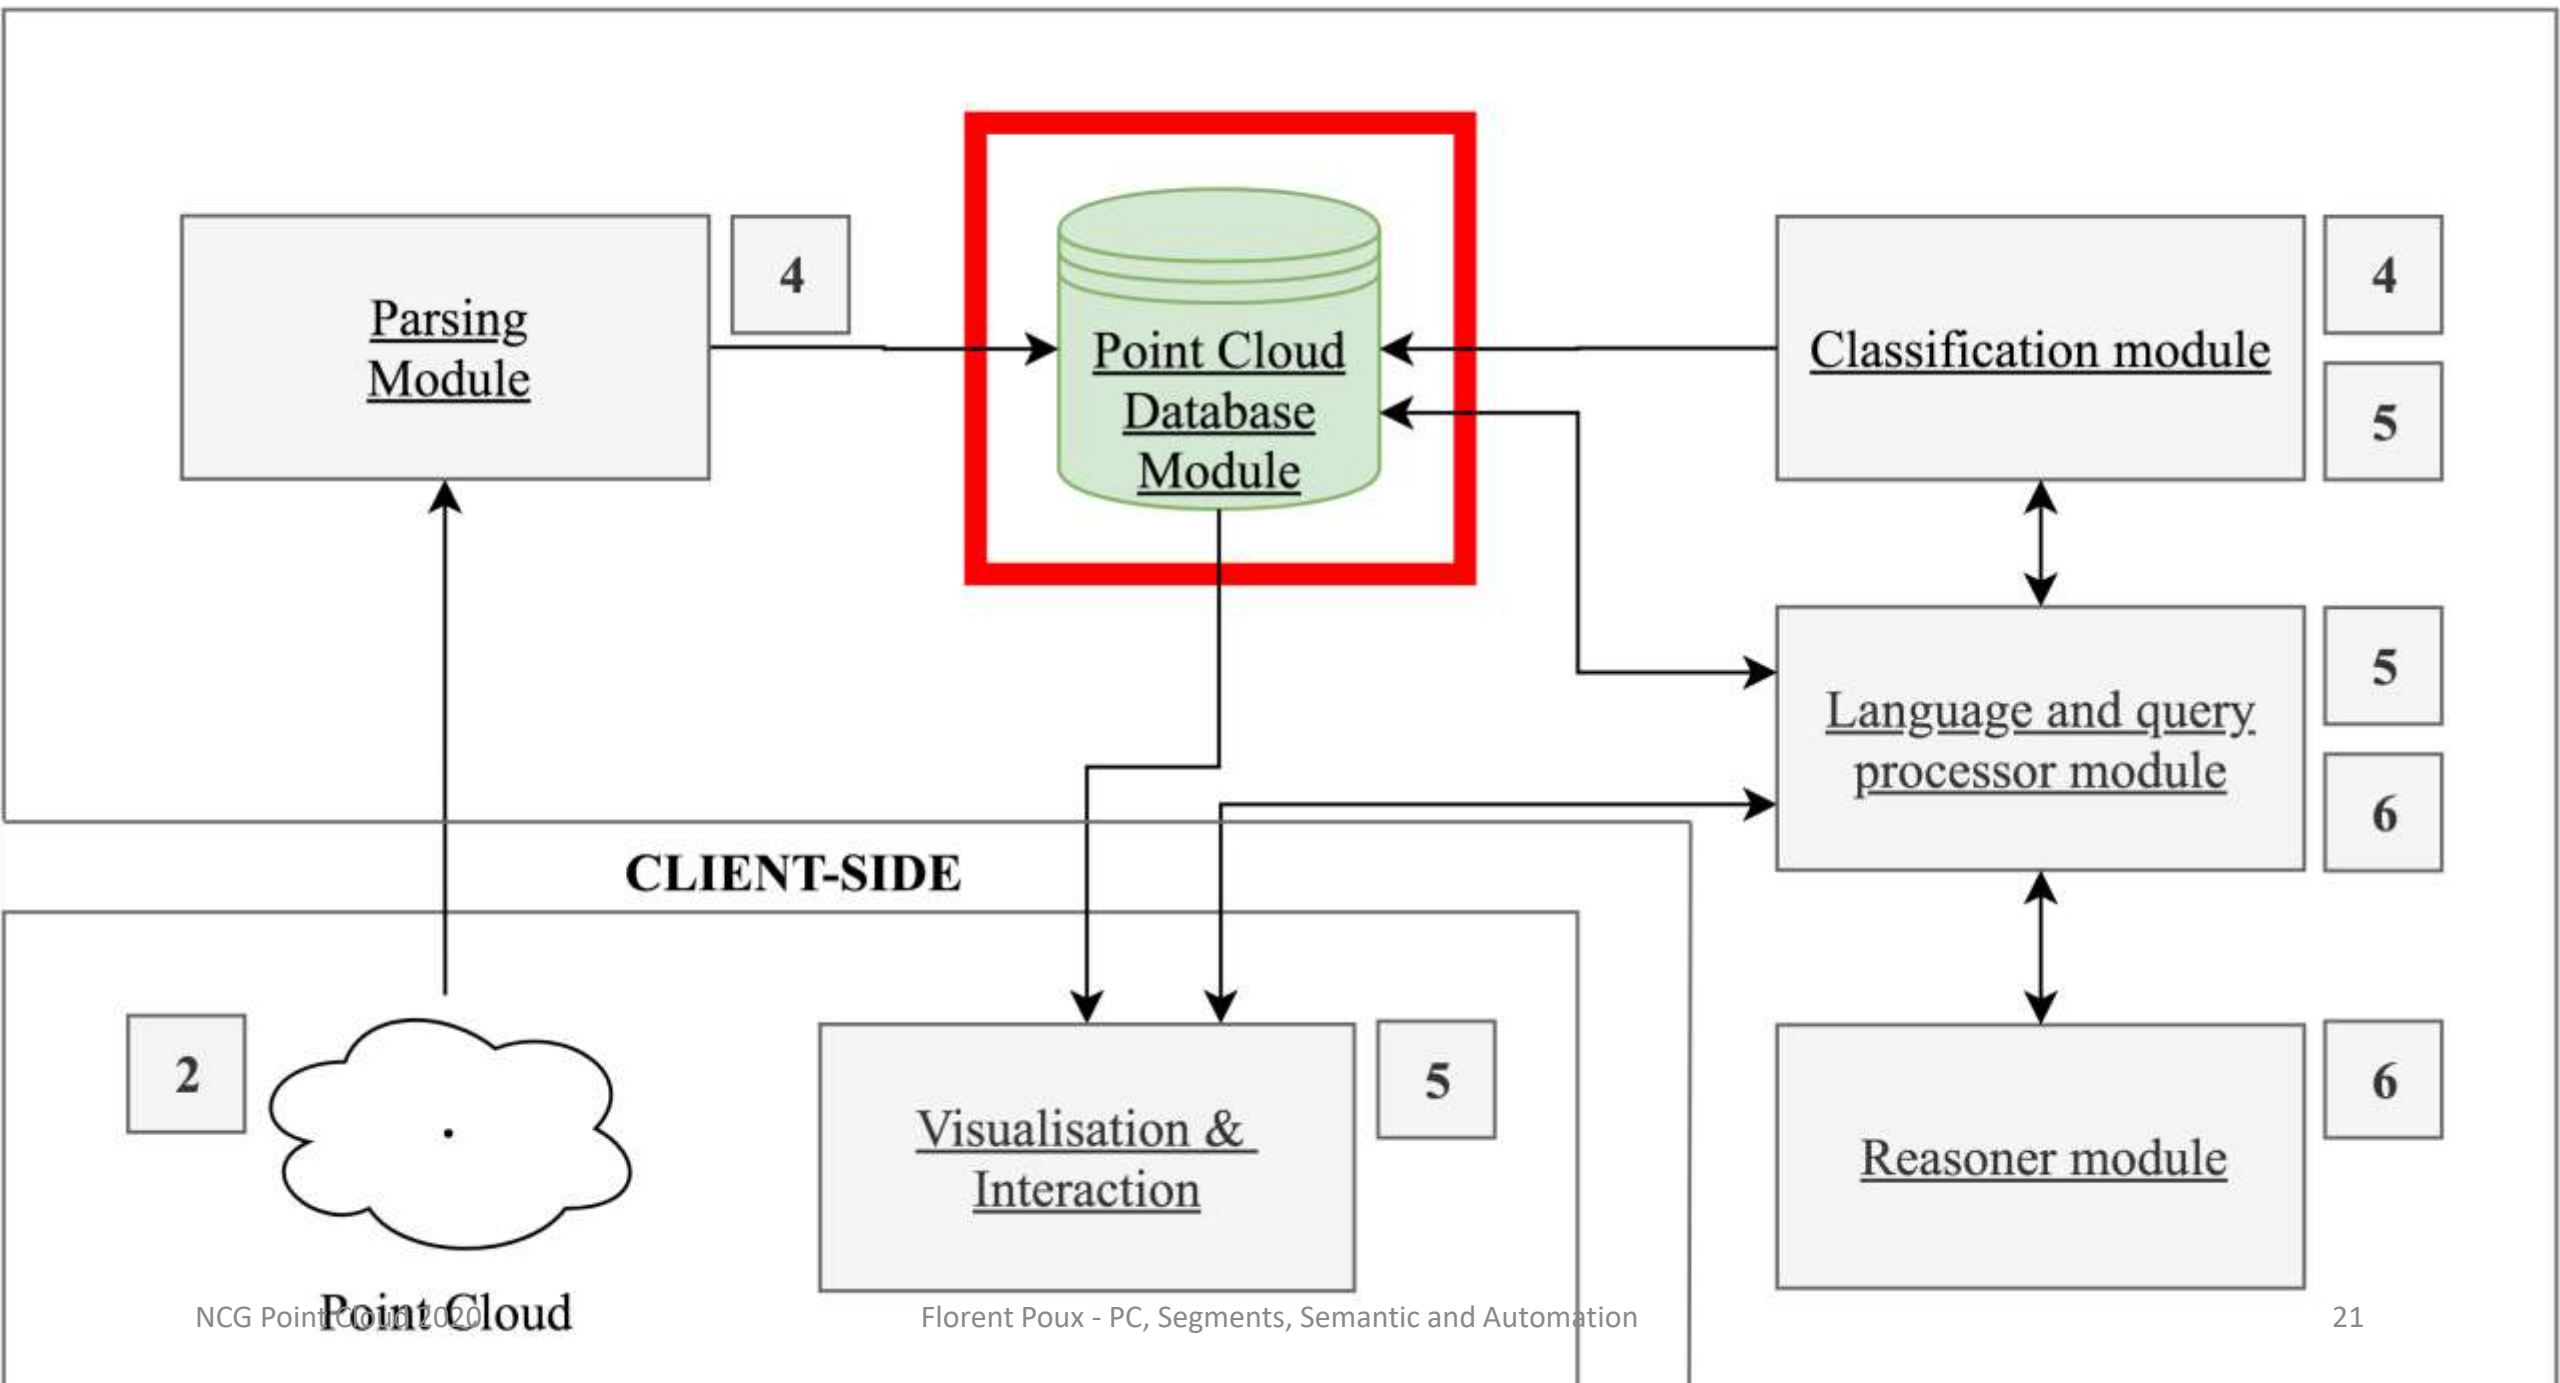 Parsing
Module
4
Point Cloud
Database
Module
Classification module
4
5
Language and query
processor module
5
6
CLIENT-SIDE
2
Point Cloud
Visualisation &
Interaction
5
Reasoner module
6
NCG Point Cloud 2020
Florent Poux - PC, Segments, Semantic and Automation
21